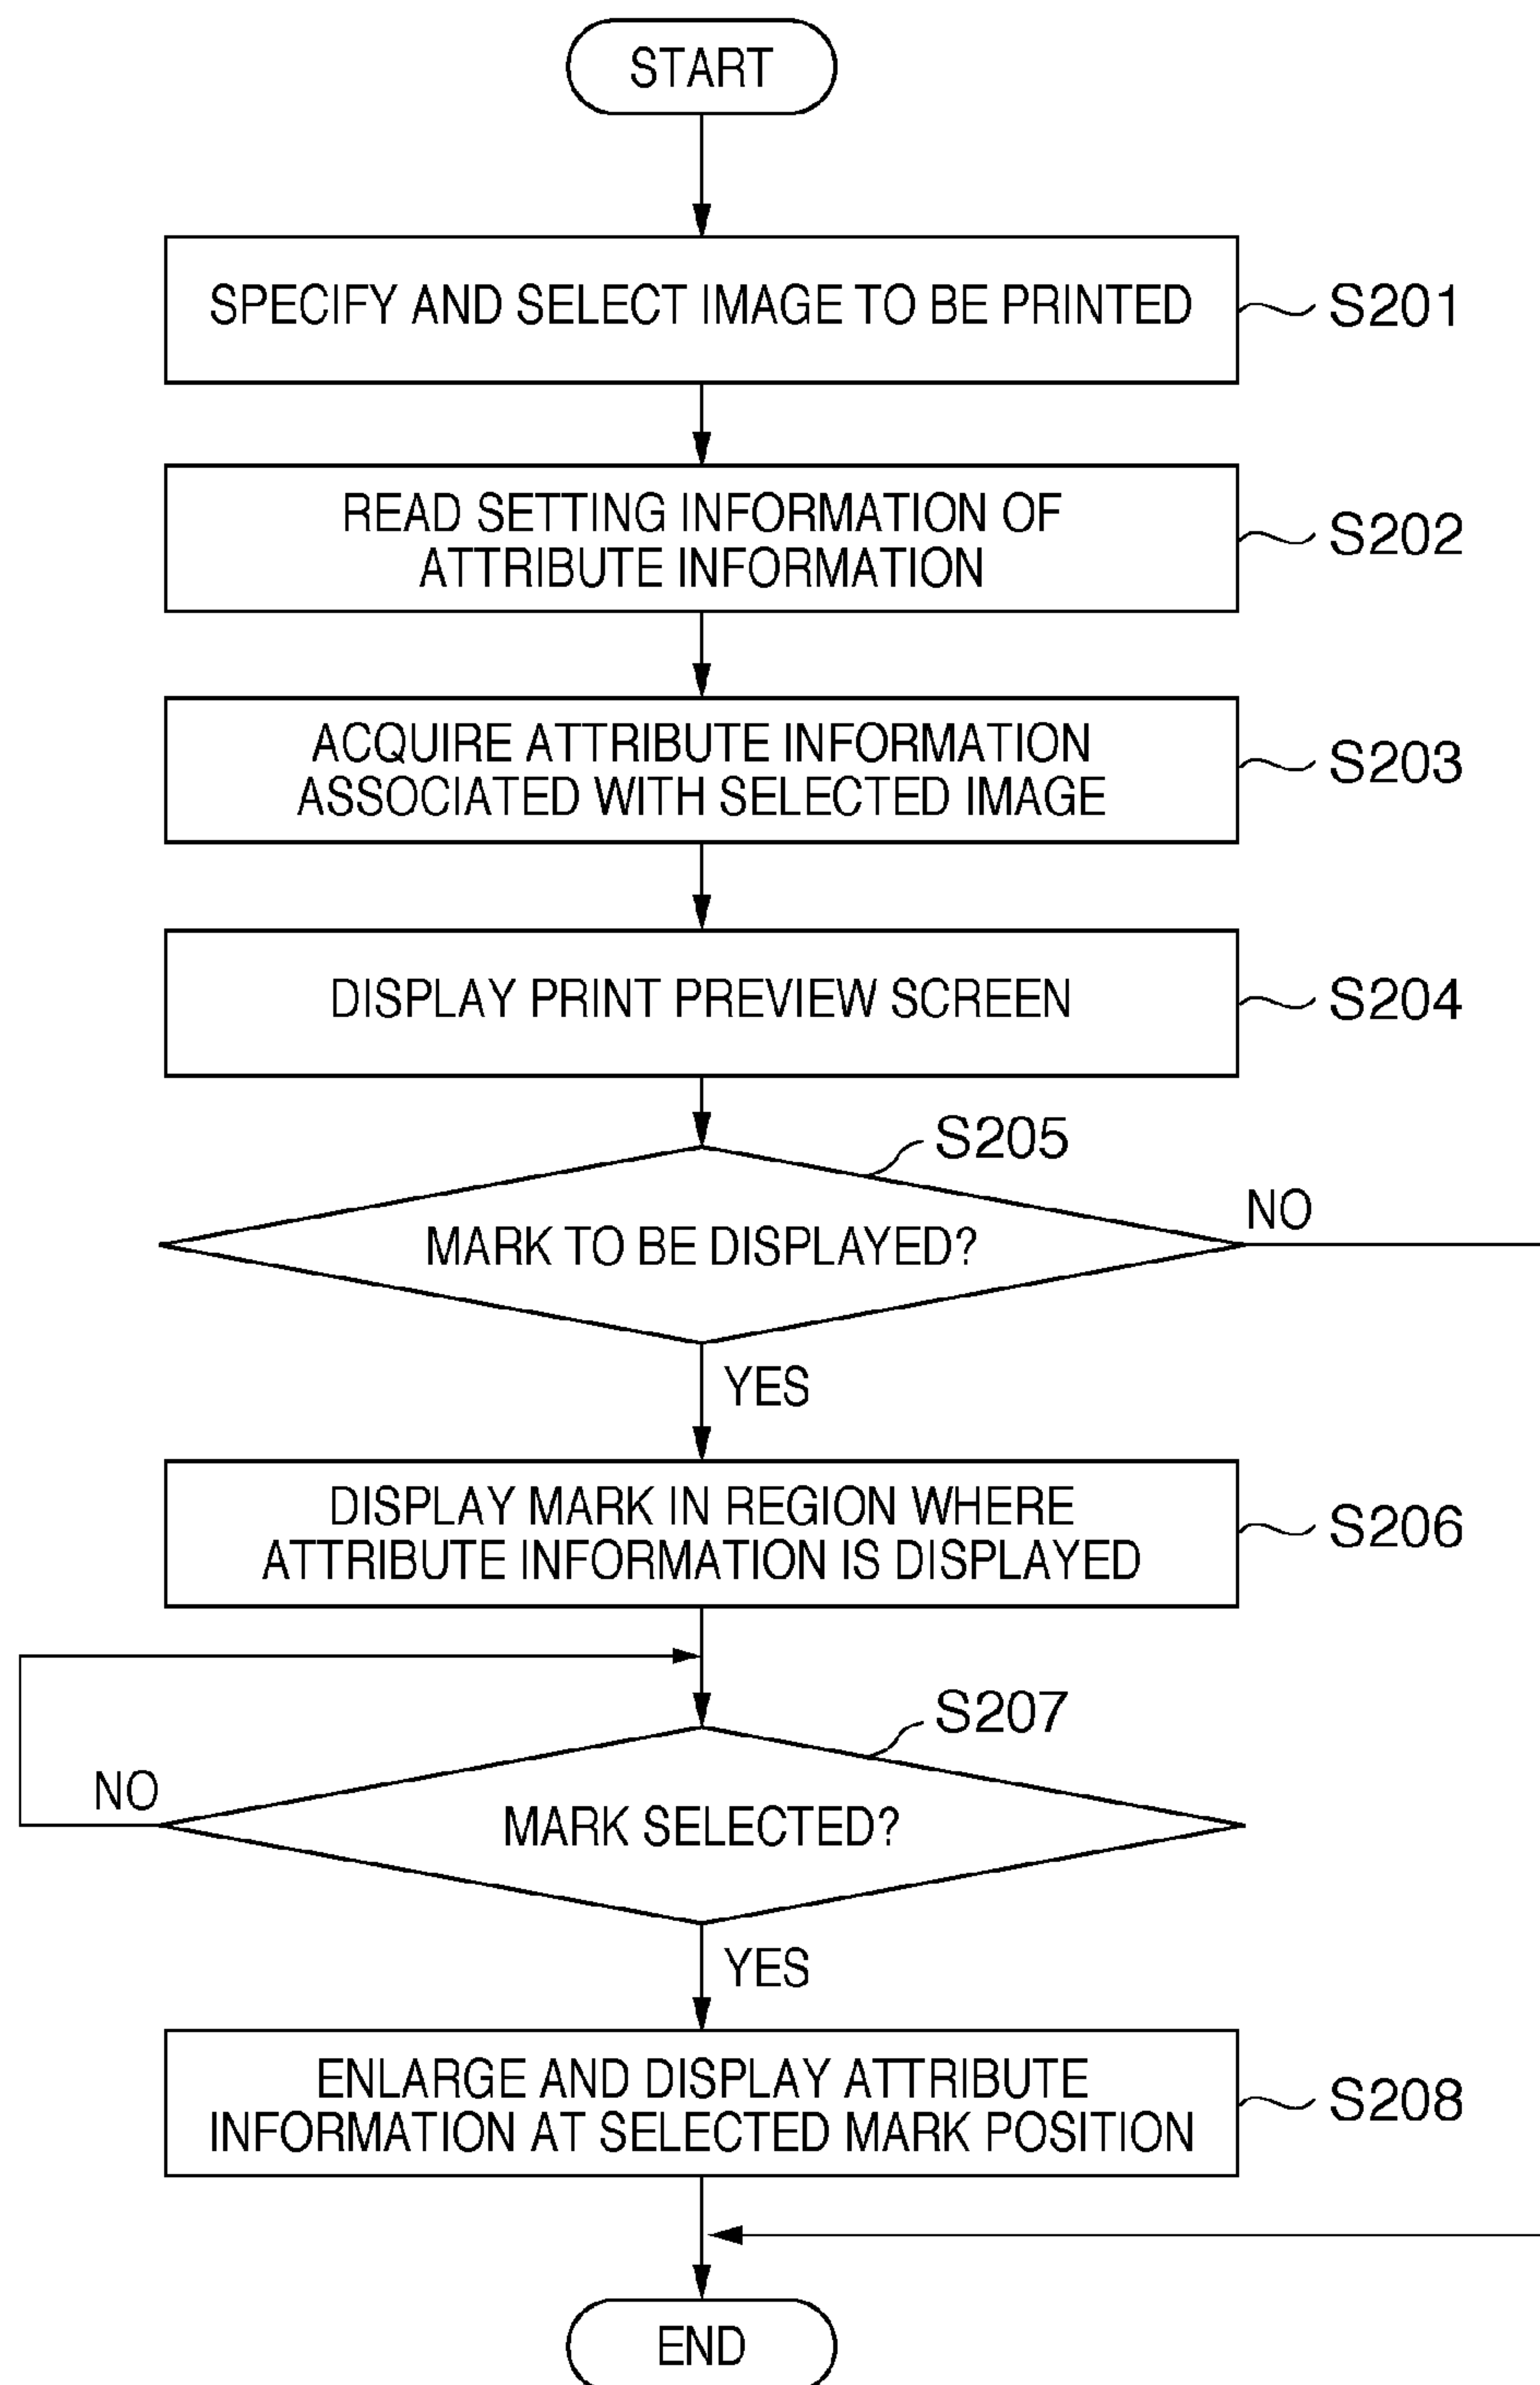 START
SPECIFY AND SELECT IMAGE TO BE PRINTED
S201
READ SETTING INFORMATION OF
ATTRIBUTE INFORMATION
S202
ACQUIRE ATTRIBUTE INFORMATION
ASSOCIATED WITH SELECTED IMAGE
S203
DISPLAY PRINT PREVIEW SCREEN
S204
S205
MARK TO BE DISPLAYED?
NO
YES
DISPLAY MARK IN REGION WHERE
ATTRIBUTE INFORMATION IS DISPLAYED
S206
S207
NO
MARK SELECTED?
YES
ENLARGE AND DISPLAY ATTRIBUTE
INFORMATION AT SELECTED MARK POSITION
S208
END